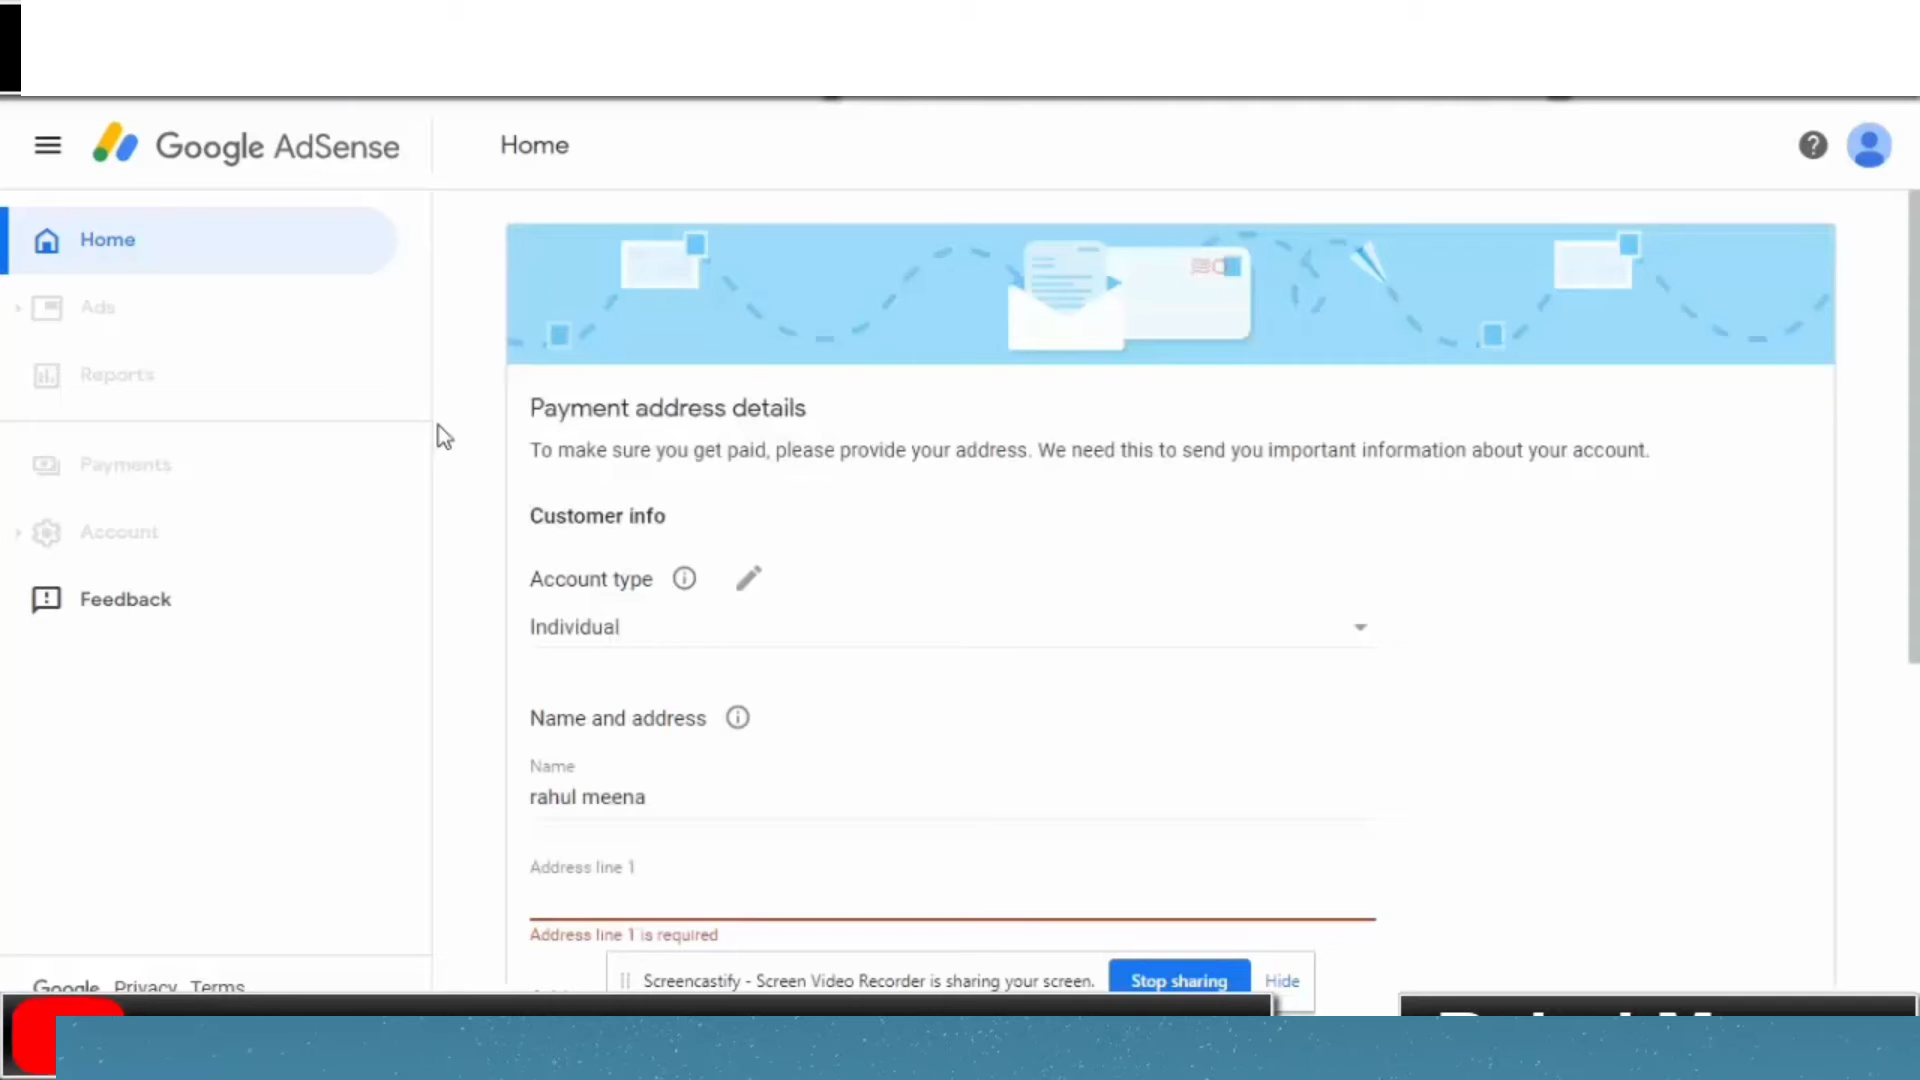 Google AdSense
Home
Home
Ads
Reports
Payments
Account
Feedback
Google Privacy Terms
Payment address details
To make sure you get paid, please provide your address. We need this to send you important information about your account.
Customer info
Account type
Individual
Name and address
Name
rahul meena
Address line 1
Address line 1 is required
Screencastify - Screen Video Recorder is sharing your screen.
Stop sharing
Hide